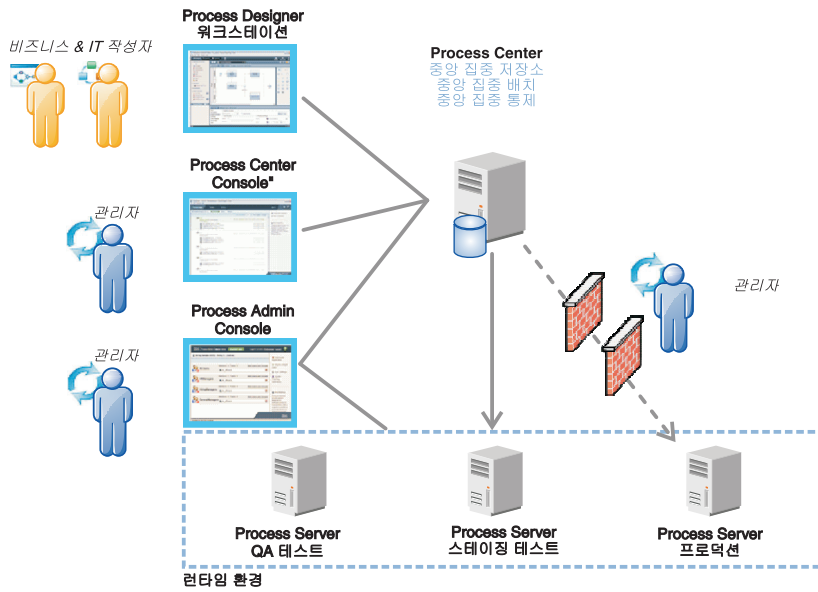 Process Designer
워크스테이션
비즈니스 & IT 작성자
Process Center
중앙 집중 저장소
중앙 집중 배치
중앙 집중 통제
Process Center
Console"
관리자
관리자
Process Admin
Console
관리자
Process Server
QA 테스트
Process Server
스테이징 테스트
Process Server
프로덕션
런타임 환경